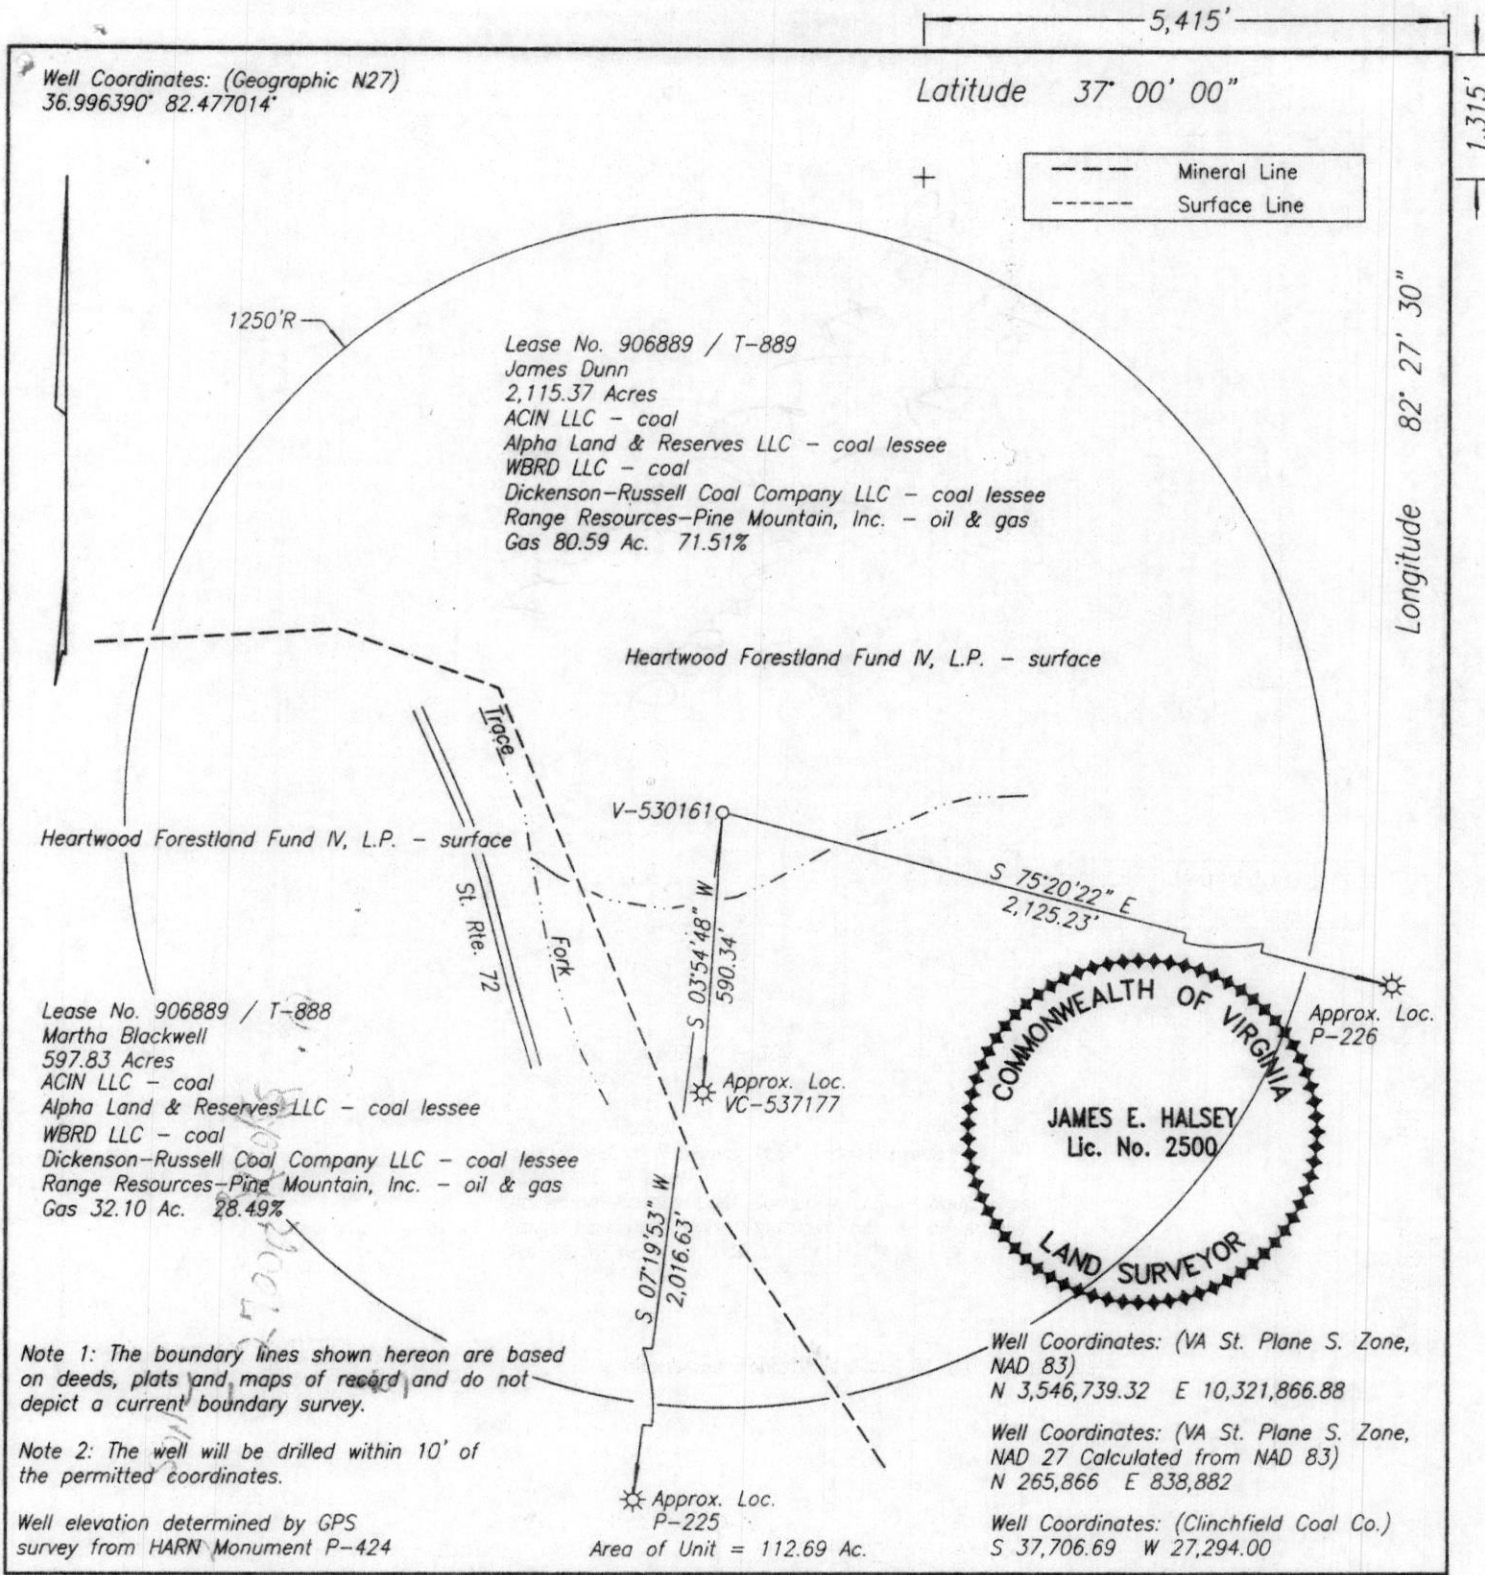 5,415'
1,315'
Well Coordinates: (Geographic N27)
36.996390° 82.477014°
Latitude 37° 00' 00"
Mineral Line
Surface Line
Longitude 82° 27' 30"
1250'R
Lease No. 906889 / T-889
James Dunn
2,115.37 Acres
ACIN LLC - coal
Alpha Land & Reserves LLC - coal lessee
WBRD LLC - coal
Dickenson-Russell Coal Company LLC - coal lessee
Range Resources-Pine Mountain, Inc. - oil & gas
Gas 80.59 Ac. 71.51%
Heartwood Forestland Fund IV, L.P. - surface
Trace
Fork
St. Rte. 72
V-530161
Heartwood Forestland Fund IV, L.P. - surface
S 75°20'22" E
2,125.23'
S 03°54'48" W
590.34'
Approx. Loc.
P-226
Approx. Loc.
VC-537177
Lease No. 906889 / T-888
Martha Blackwell
597.83 Acres
ACIN LLC - coal
Alpha Land & Reserves LLC - coal lessee
WBRD LLC - coal
Dickenson-Russell Coal Company LLC - coal lessee
Range Resources-Pine Mountain, Inc. - oil & gas
Gas 32.10 Ac. 28.49%
COMMONWEALTH OF VIRGINIA
JAMES E. HALSEY
Lic. No. 2500
LAND SURVEYOR
S 07°19'53" W
2,016.63'
Note 1: The boundary lines shown hereon are based
on deeds, plats and maps of record and do not
depict a current boundary survey.
Note 2: The well will be drilled within 10' of
the permitted coordinates.
Well elevation determined by GPS
survey from HARN Monument P-424
Approx. Loc.
P-225
Area of Unit = 112.69 Ac.
Well Coordinates: (VA St. Plane S. Zone,
NAD 83)
N 3,546,739.32 E 10,321,866.88
Well Coordinates: (VA St. Plane S. Zone,
NAD 27 Calculated from NAD 83)
N 265,866 E 838,882
Well Coordinates: (Clinchfield Coal Co.)
S 37,706.69 W 27,294.00